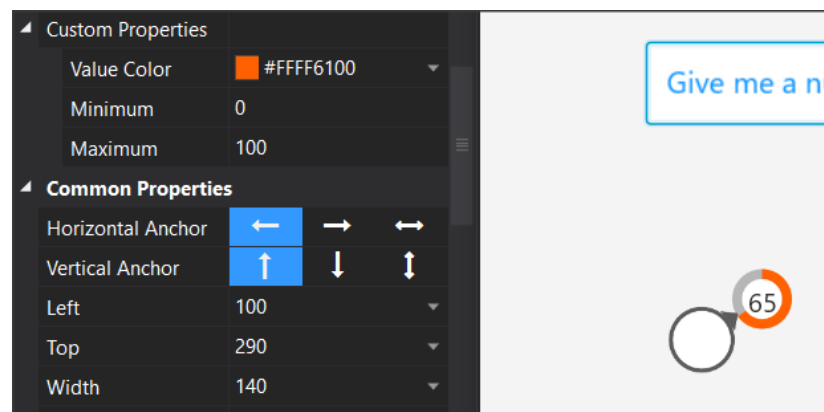 Custom Properties
Value Color #FFFF6100
Minimum 0
Maximum 100
Common Properties
Horizontal Anchor
Vertical Anchor
Left 100
Top 290
Width 140
Give me a n
65